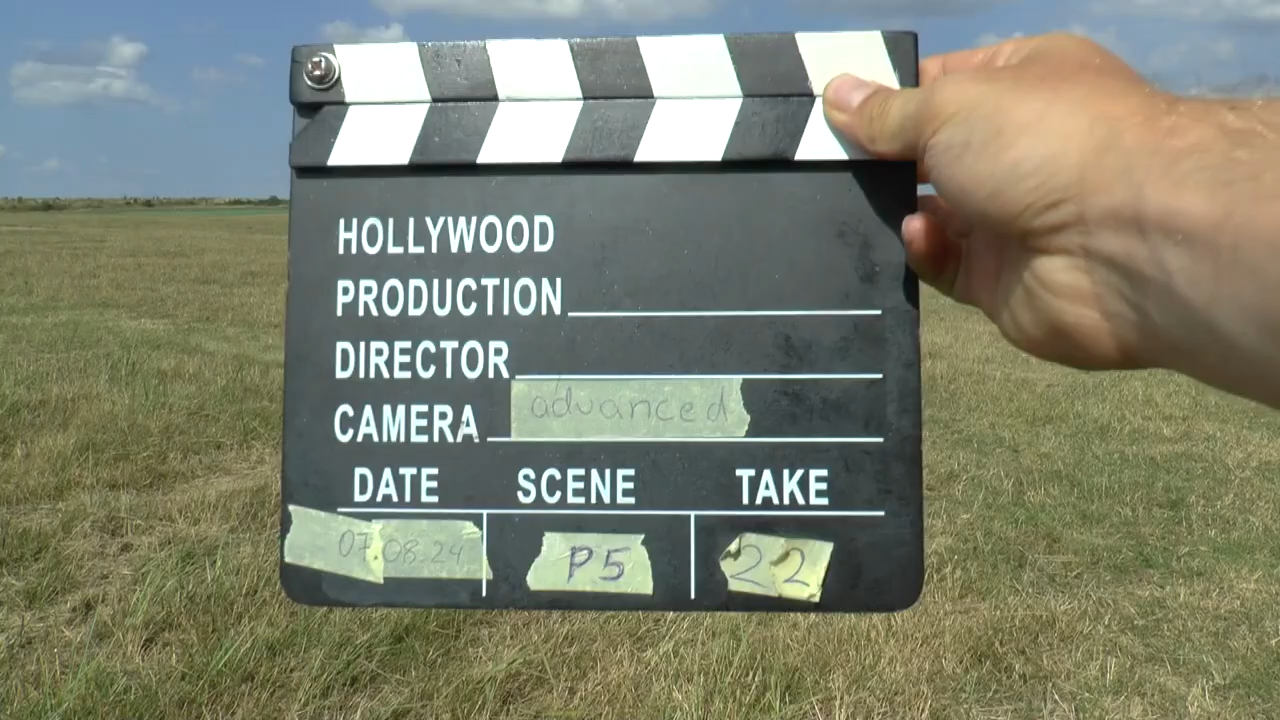 HOLLYWOOD
PRODUCTION
DIRECTOR
CAMERA advanced
DATE SCENE TAKE
07.08.24 P5 22